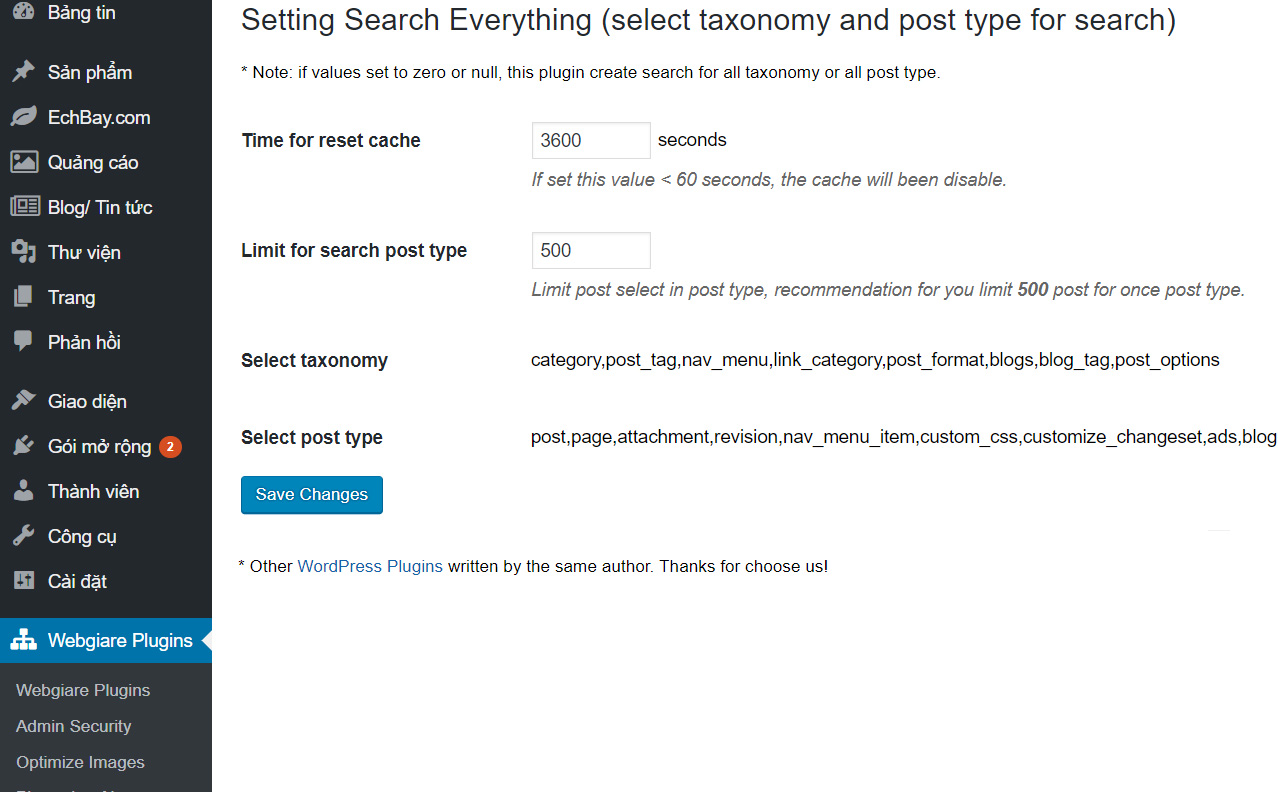 Bảng tin
Sản phẩm
EchBay.com
Quảng cáo
Blog/ Tin tức
Thư viện
Trang
Phản hồi
Giao diện
Gói mở rộng 2
Thành viên
Công cụ
Cài đặt
Webgiare Plugins
Webgiare Plugins
Admin Security
Optimize Images
Setting Search Everything (select taxonomy and post type for search)
* Note: if values set to zero or null, this plugin create search for all taxonomy or all post type.
Time for reset cache 3600 seconds
If set this value < 60 seconds, the cache will been disable.
Limit for search post type 500
Limit post select in post type, recommendation for you limit 500 post for once post type.
Select taxonomy category,post_tag,nav_menu,link_category,post_format,blogs,blog_tag,post_options
Select post type post,page,attachment,revision,nav_menu_item,custom_css,customize_changeset,ads,blog
Save Changes
* Other WordPress Plugins written by the same author. Thanks for choose us!